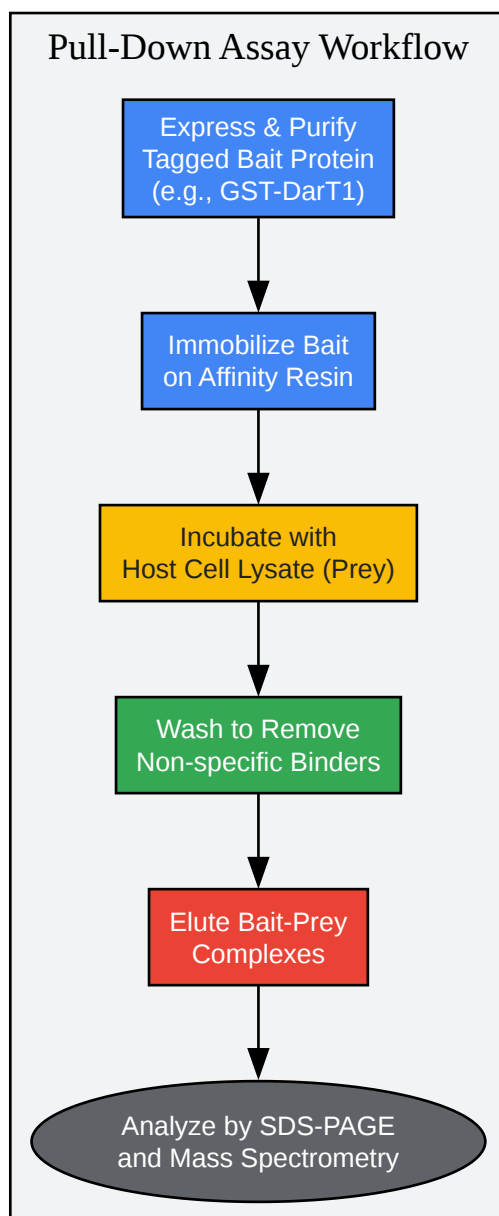 Pull-Down Assay Workflow
Express & Purify
Tagged Bait Protein
(e.g., GST-DarT1)
Immobilize Bait
on Affinity Resin
Incubate with
Host Cell Lysate (Prey)
Wash to Remove
Non-specific Binders
Elute Bait-Prey
Complexes
Analyze by SDS-PAGE
and Mass Spectrometry